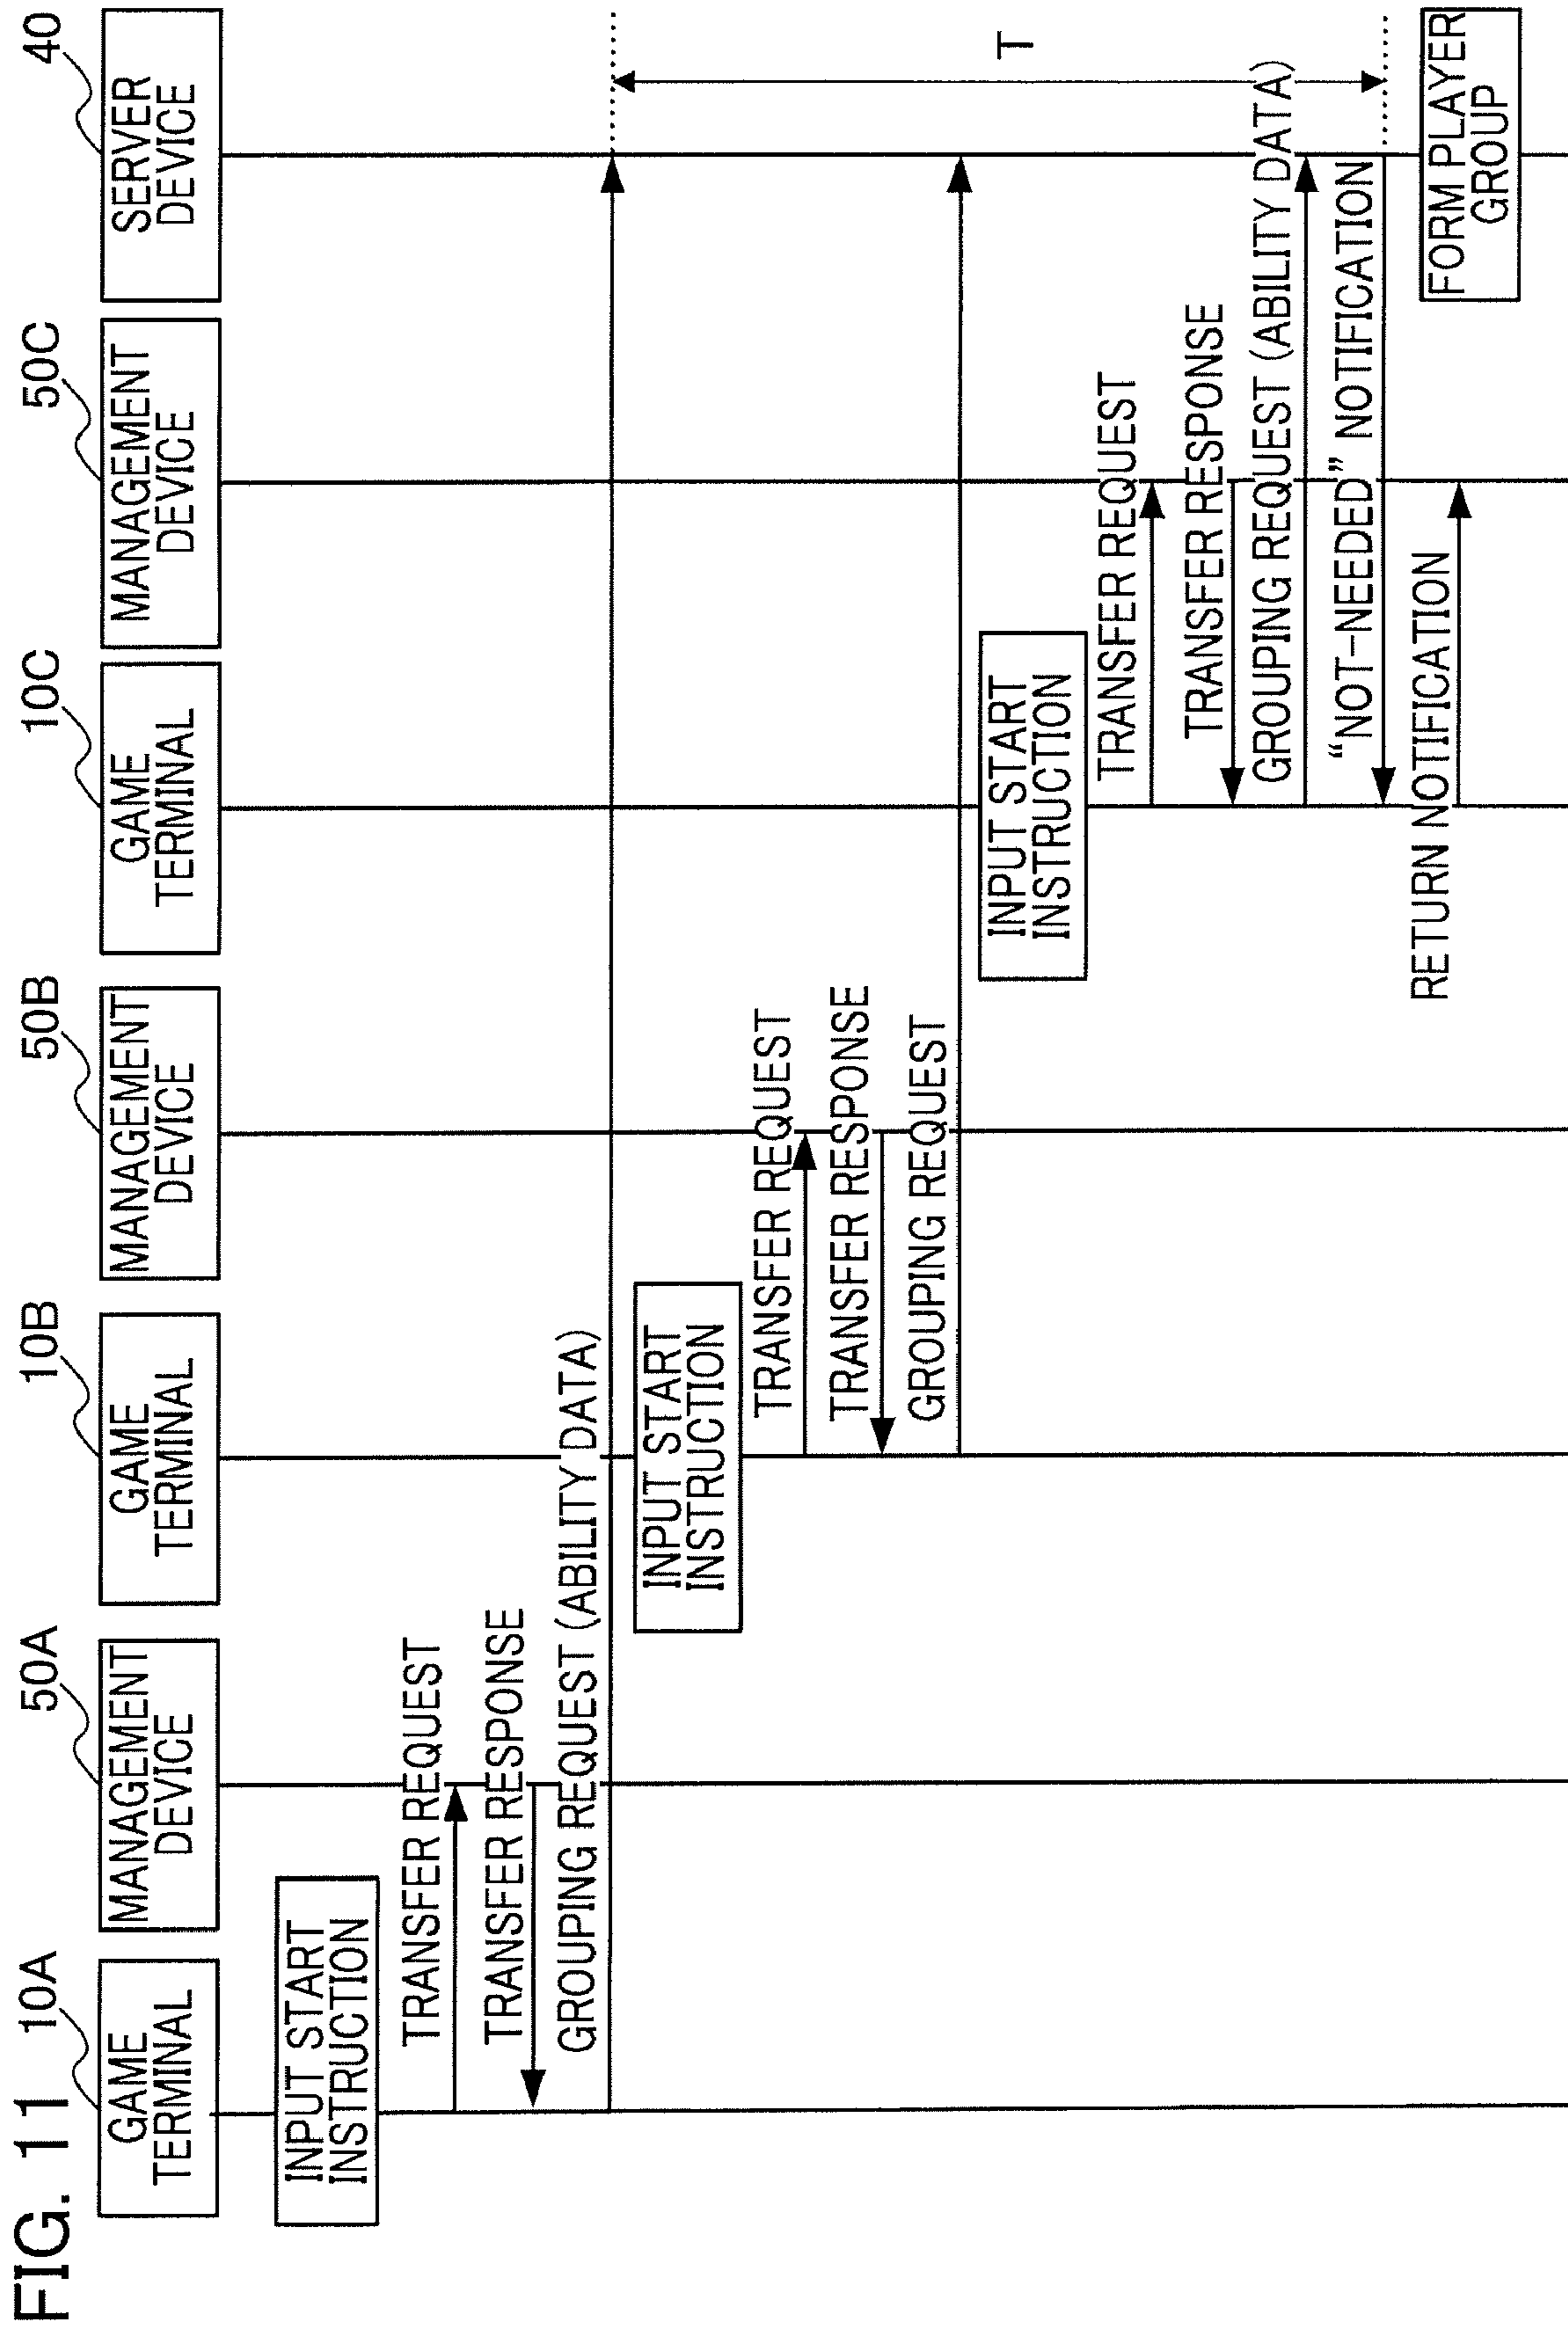 FIG. 11
10A
50A
10B
50B
10C
50C
40
GAME
TERMINAL
MANAGEMENT
DEVICE
GAME
TERMINAL
MANAGEMENT
DEVICE
GAME
TERMINAL
MANAGEMENT
DEVICE
SERVER
DEVICE
INPUT START
INSTRUCTION
TRANSFER REQUEST
TRANSFER RESPONSE
GROUPING REQUEST (ABILITY DATA)
INPUT START
INSTRUCTION
TRANSFER REQUEST
TRANSFER RESPONSE
GROUPING REQUEST
INPUT START
INSTRUCTION
T
TRANSFER REQUEST
TRANSFER RESPONSE
GROUPING REQUEST (ABILITY DATA)
“NOT-NEEDED” NOTIFICATION
RETURN NOTIFICATION
FORM PLAYER
GROUP